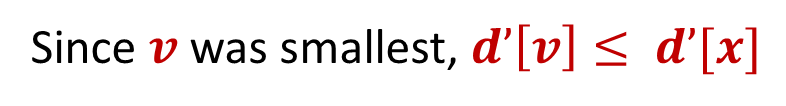 Since v was smallest, d’[v] ≤ d’[x]